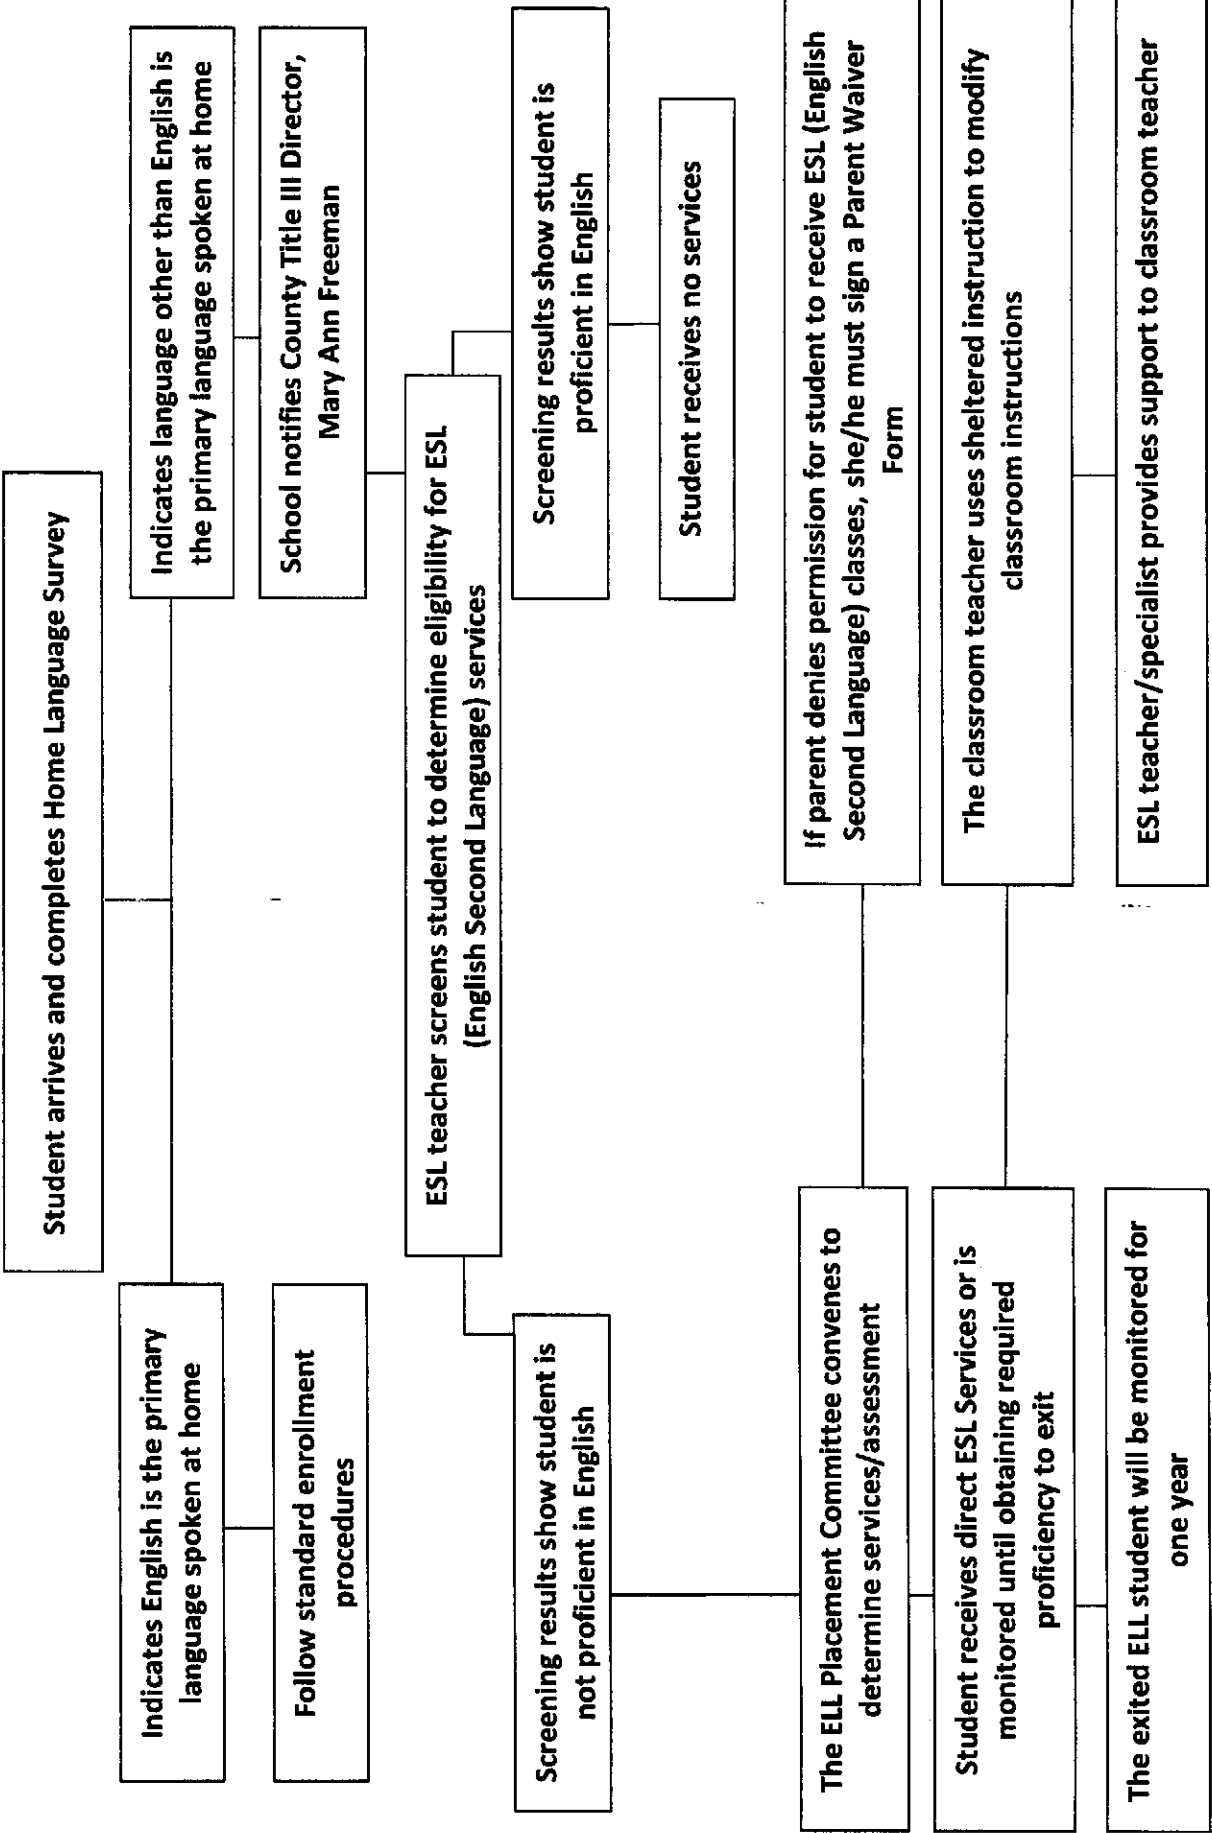 Student arrives and completes Home Language Survey
Indicates English is the primary
language spoken at home
Indicates language other than English is
the primary language spoken at home
Follow standard enrollment
procedures
School notifies County Title III Director,
Mary Ann Freeman
ESL teacher screens student to determine eligibility for ESL
(English Second Language) services
Screening results show student is
not proficient in English
Screening results show student is
proficient in English
Student receives no services
The ELL Placement Committee convenes to
determine services/assessment
If parent denies permission for student to receive ESL (English
Second Language) classes, she/he must sign a Parent Waiver
Form
Student receives direct ESL Services or is
monitored until obtaining required
proficiency to exit
The classroom teacher uses sheltered instruction to modify
classroom instructions
The exited ELL student will be monitored for
one year
ESL teacher/specialist provides support to classroom teacher